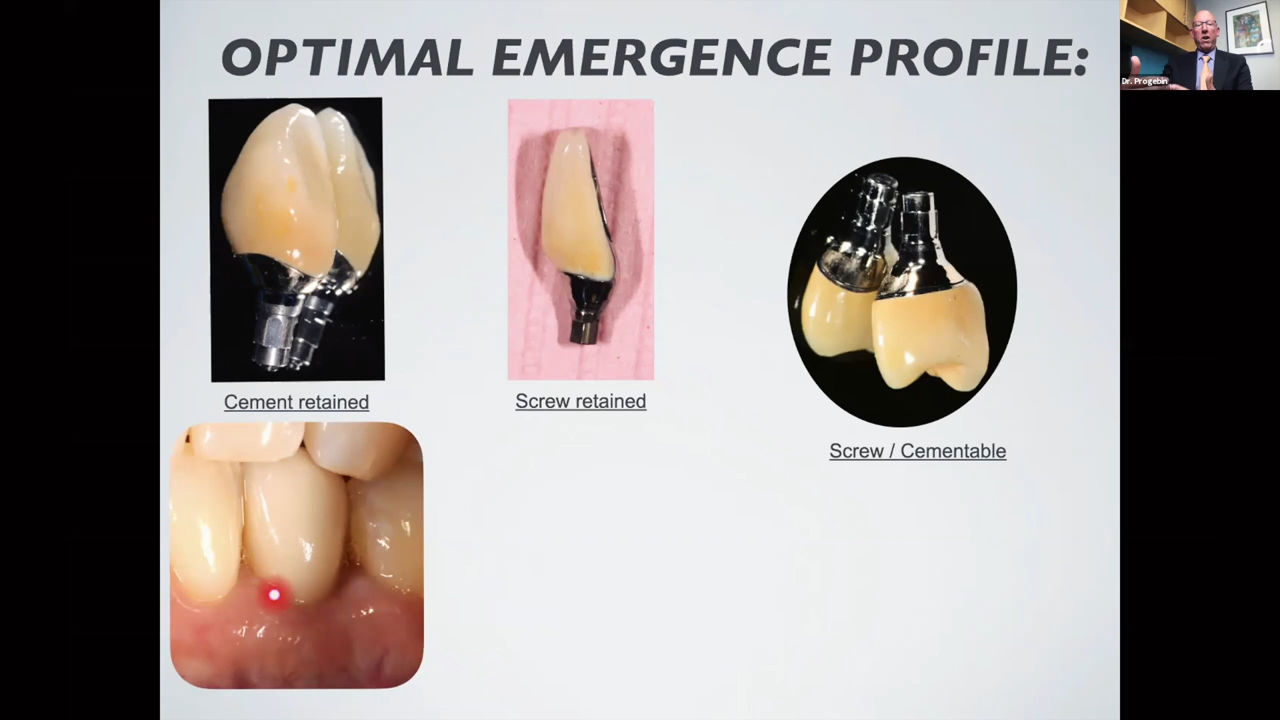 OPTIMAL EMERGENCE PROFILE:
Dr. Progebin
Cement retained
Screw retained
Screw / Cementable